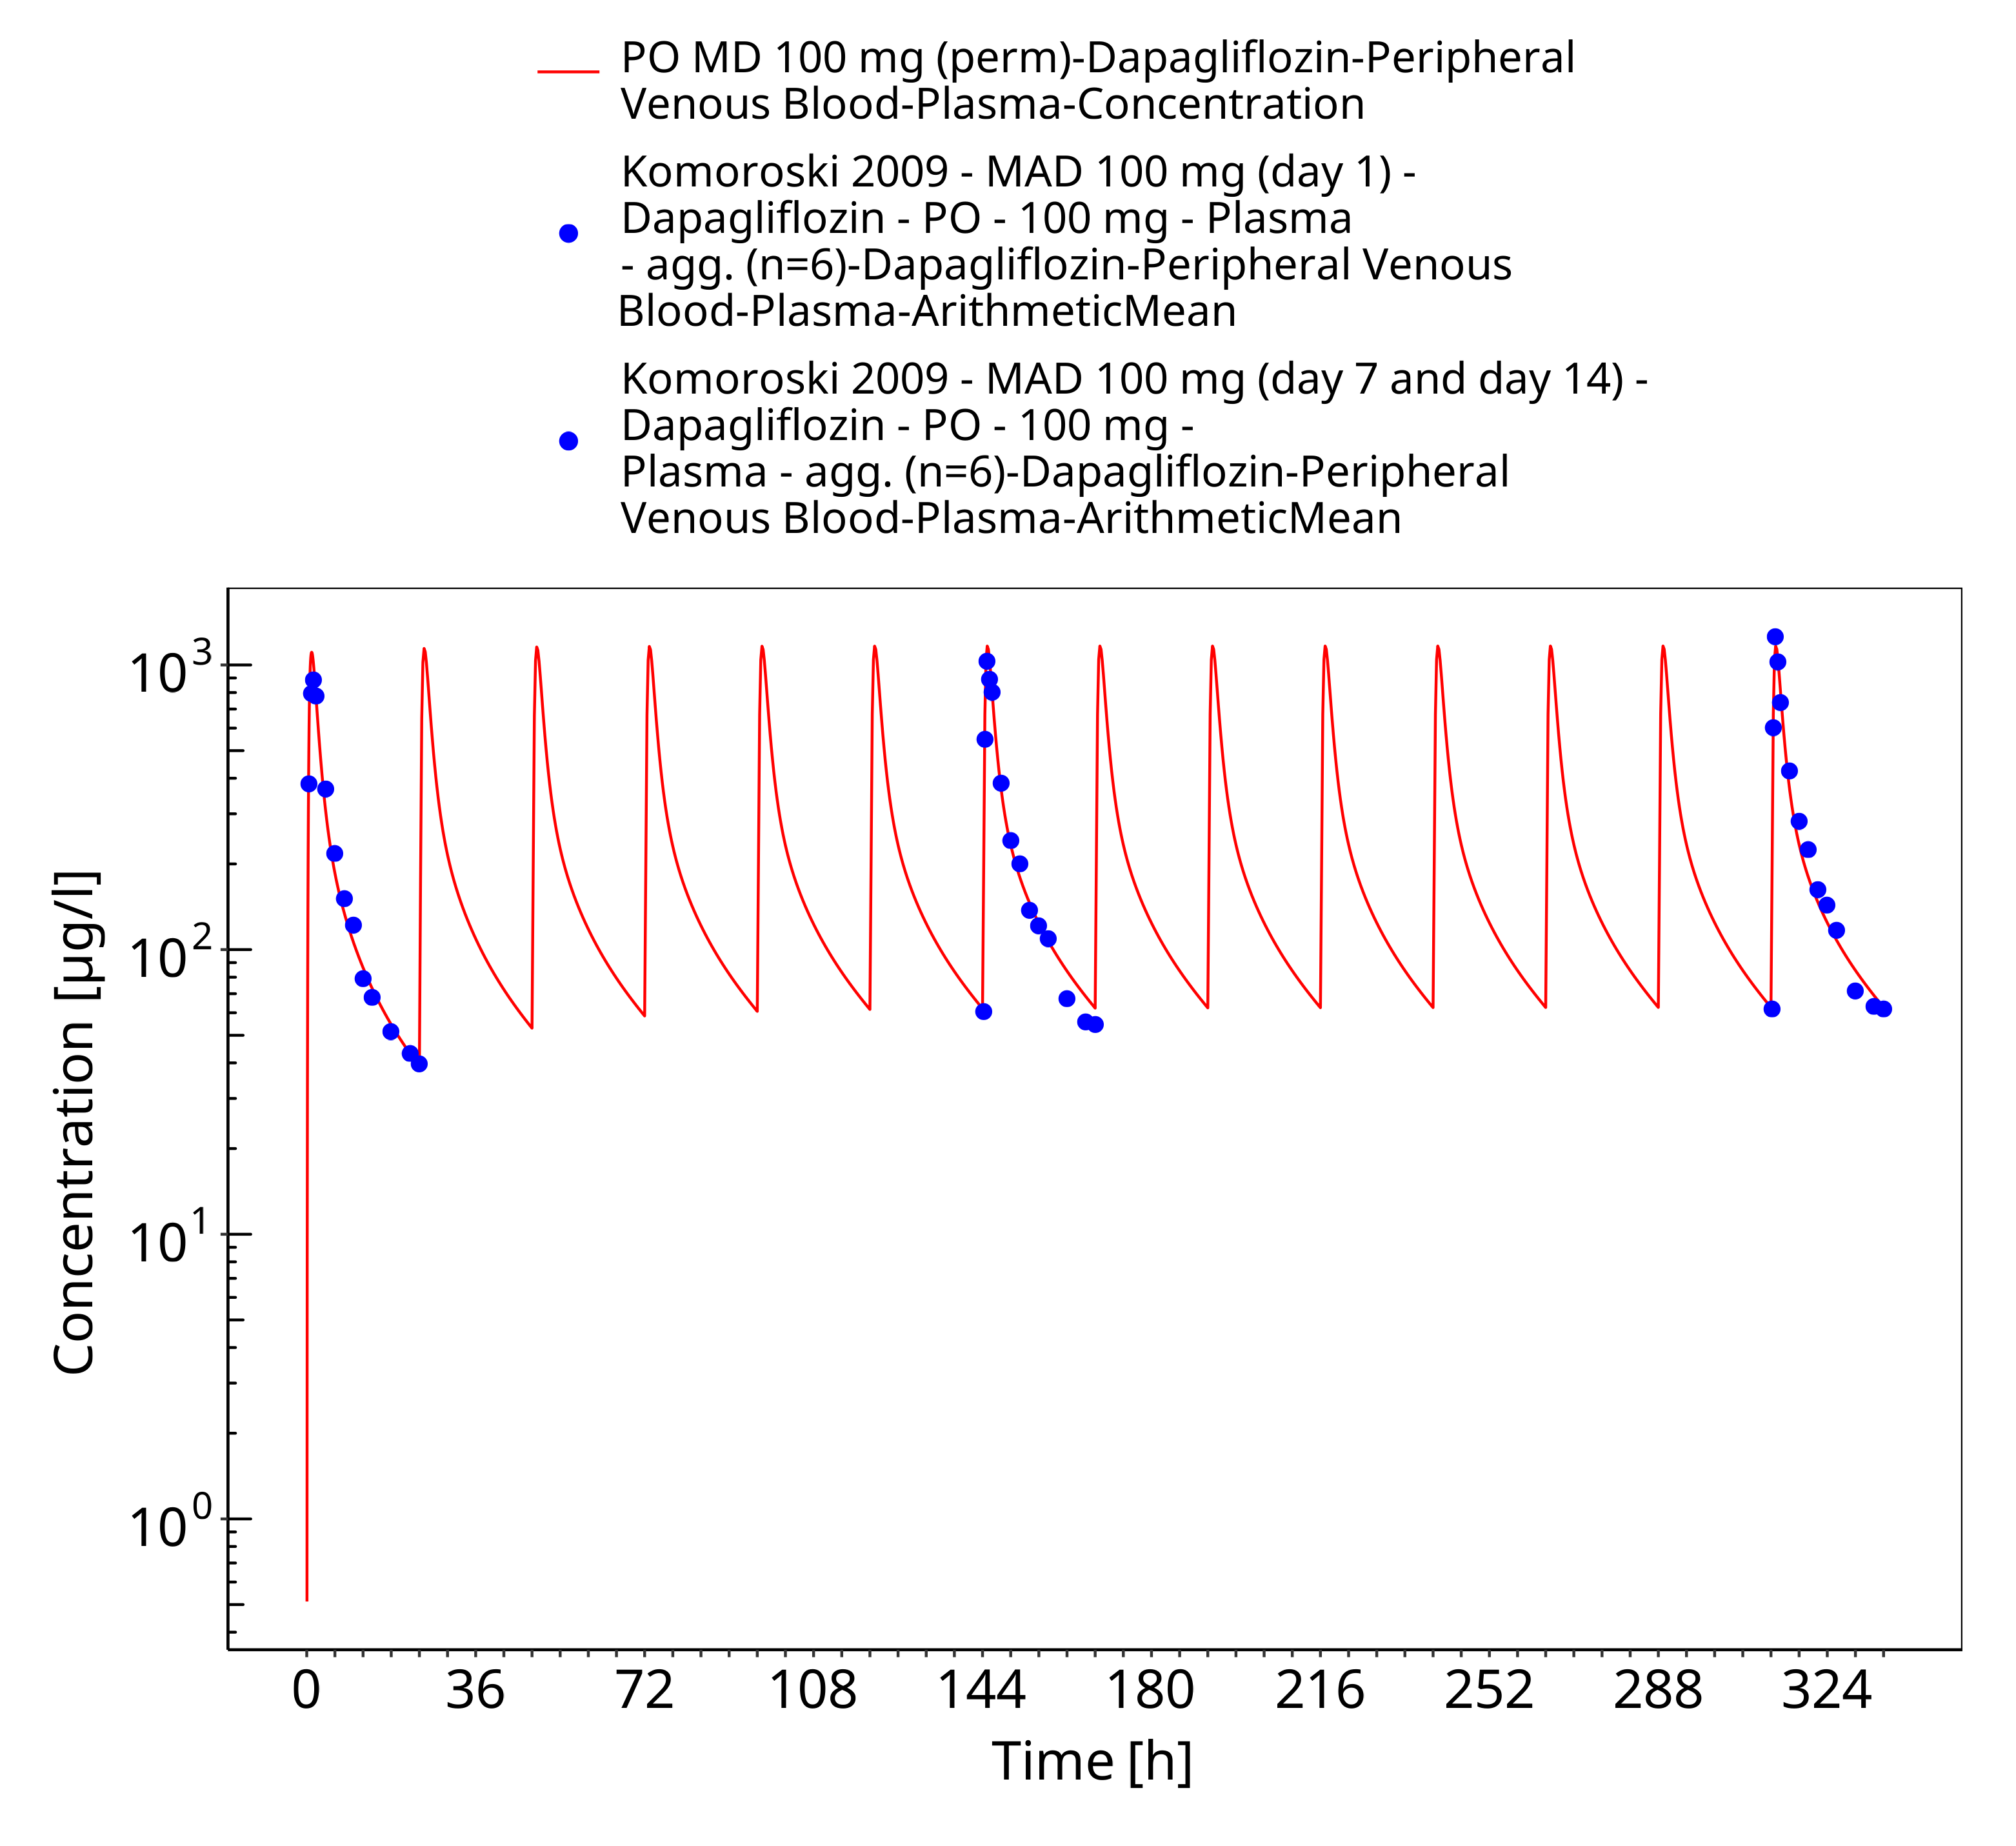 PO MD 100 mg (perm)-Dapagliflozin-Peripheral
Venous Blood-Plasma-Concentration
Komoroski 2009 - MAD 100 mg (day 1) -
Dapagliflozin - PO - 100 mg - Plasma
- agg. (n=6)-Dapagliflozin-Peripheral Venous
Blood-Plasma-ArithmeticMean
Komoroski 2009 - MAD 100 mg (day 7 and day 14) -
Dapagliflozin - PO - 100 mg -
Plasma - agg. (n=6)-Dapagliflozin-Peripheral
Venous Blood-Plasma-ArithmeticMean
Concentration [µg/l]
10³
10²
10¹
10⁰
0 36 72 108 144 180 216 252 288 324
Time [h]